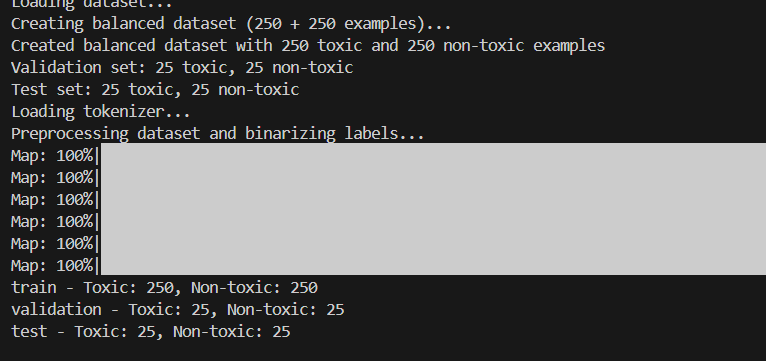 Loading dataset...
Creating balanced dataset (250 + 250 examples)...
Created balanced dataset with 250 toxic and 250 non-toxic examples
Validation set: 25 toxic, 25 non-toxic
Test set: 25 toxic, 25 non-toxic
Loading tokenizer...
Preprocessing dataset and binarizing labels...
Map: 100%|
Map: 100%|
Map: 100%|
Map: 100%|
Map: 100%|
Map: 100%|
train - Toxic: 250, Non-toxic: 250
validation - Toxic: 25, Non-toxic: 25
test - Toxic: 25, Non-toxic: 25